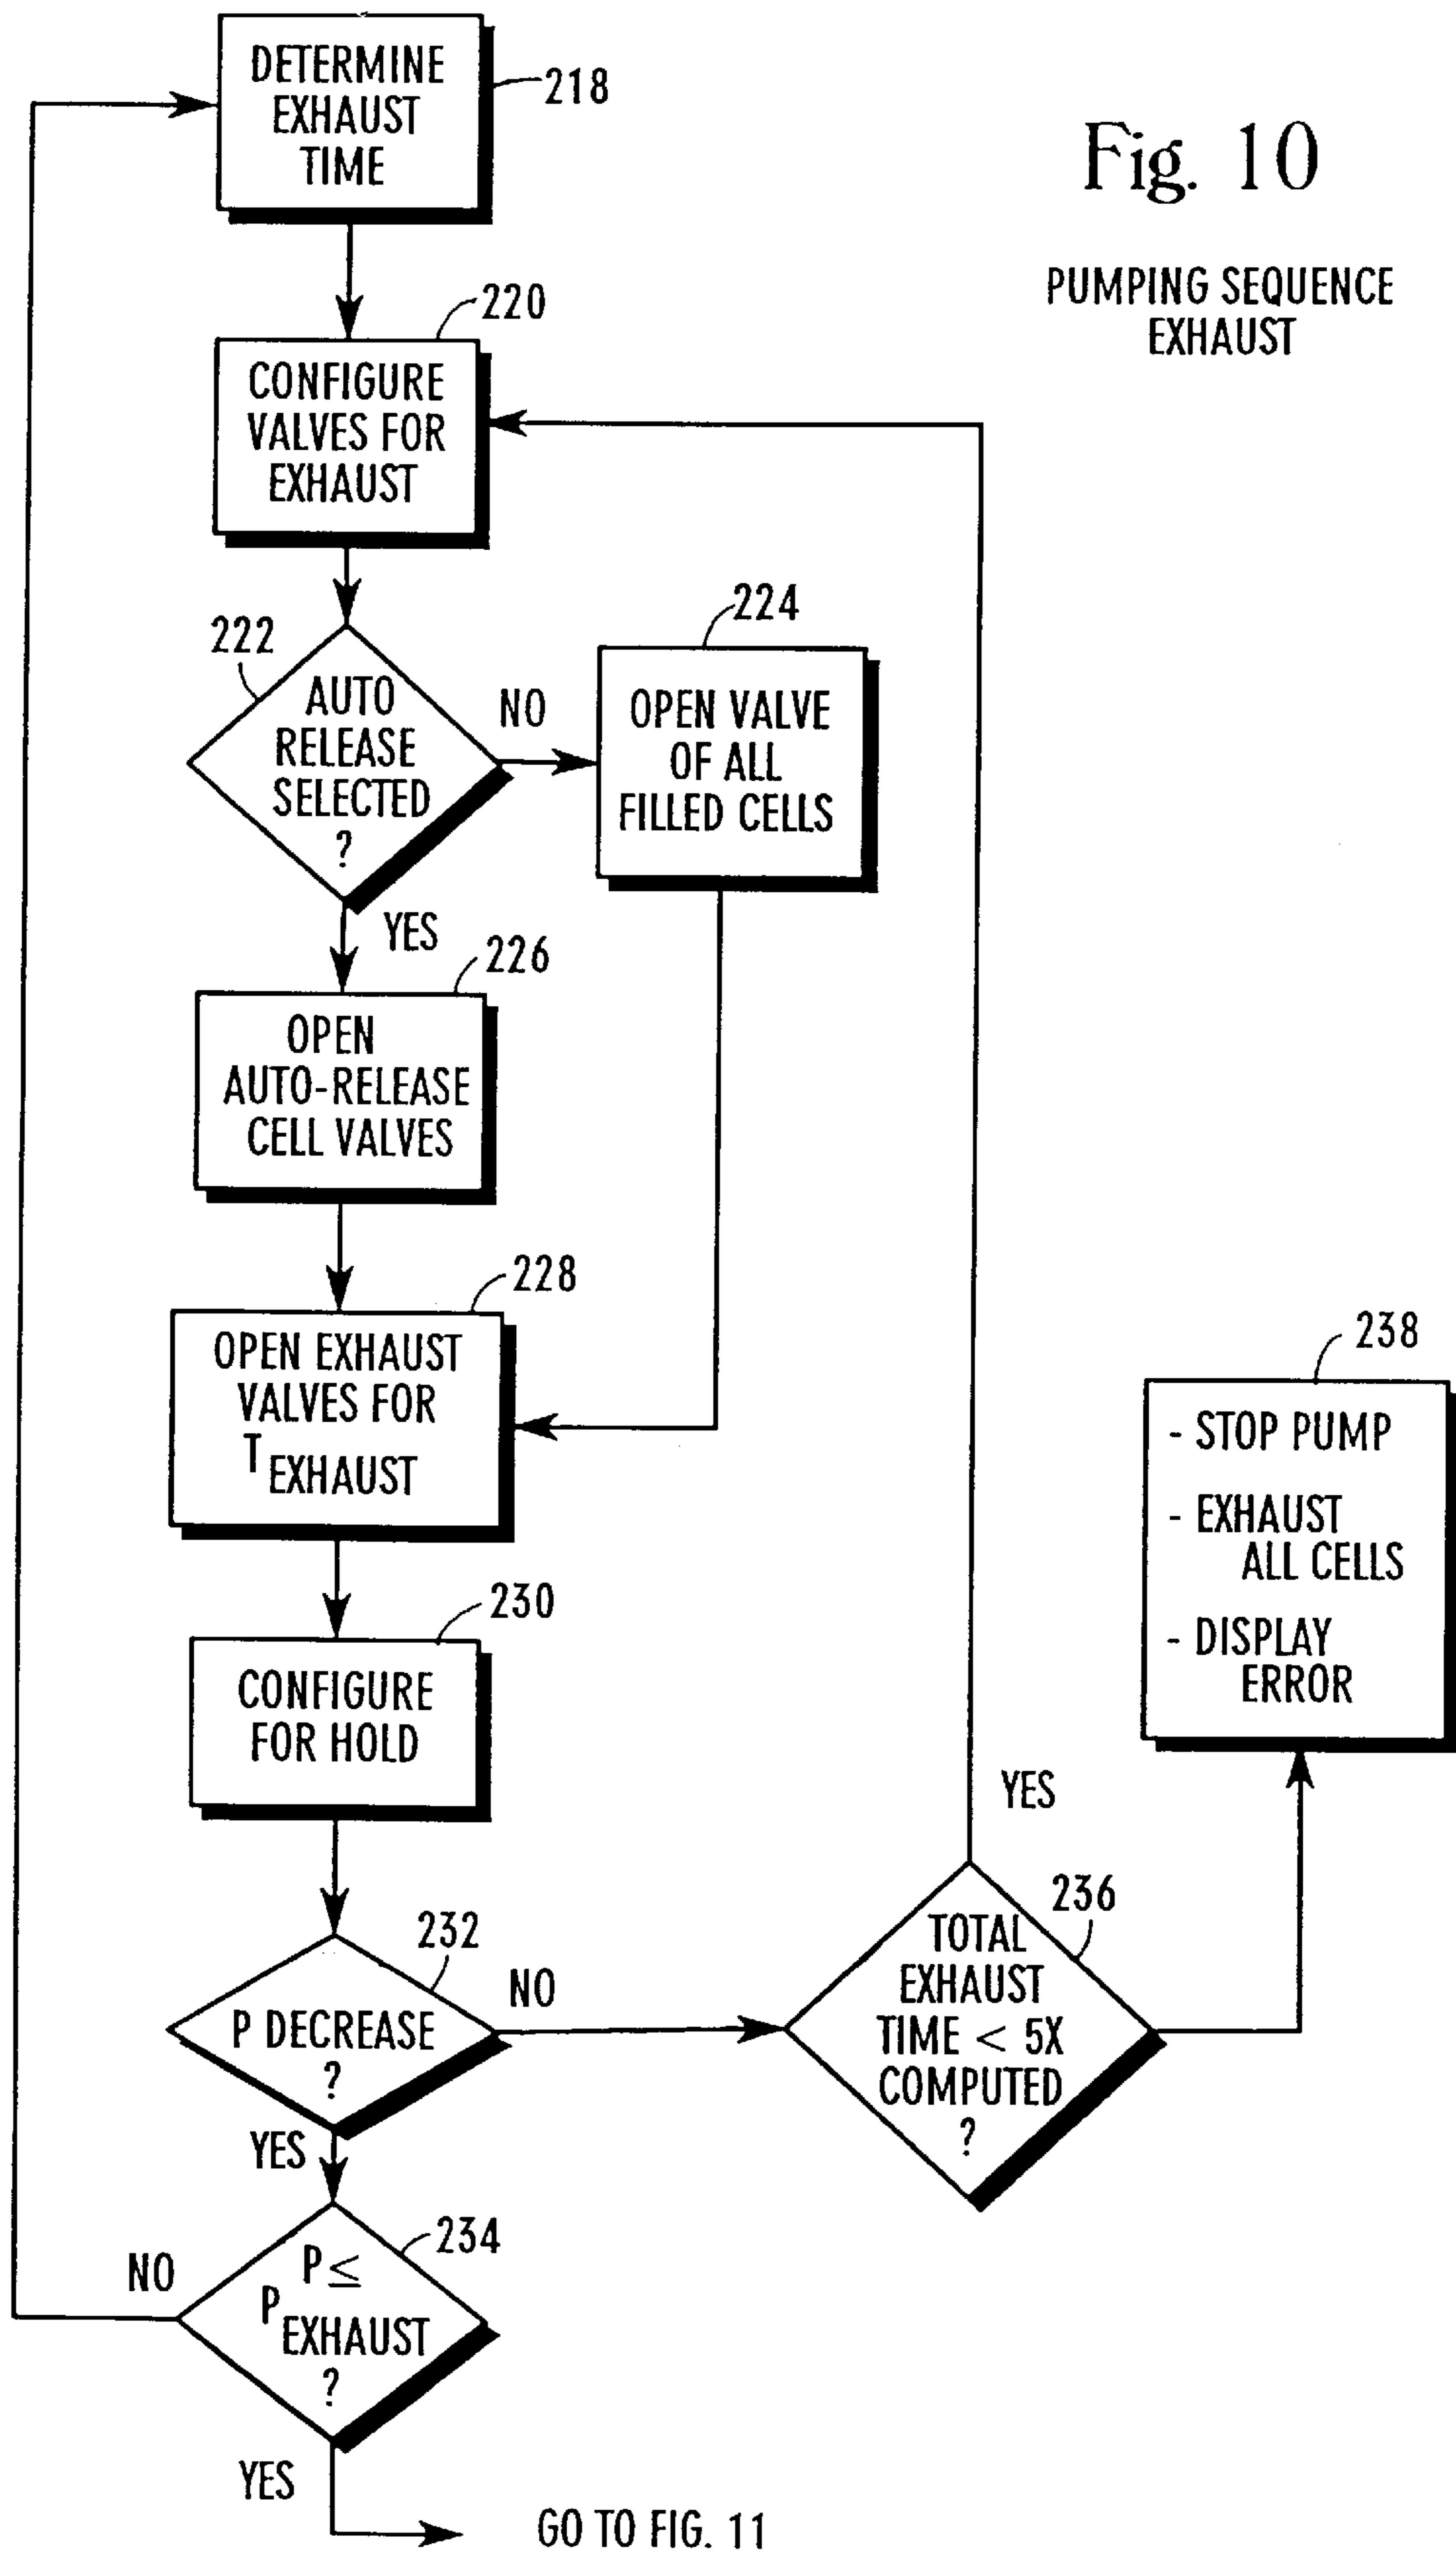 DETERMINE
EXHAUST
TIME
218
Fig. 10
PUMPING SEQUENCE
EXHAUST
220
CONFIGURE
VALVES FOR
EXHAUST
222
AUTO
RELEASE
SELECTED
?
NO
224
OPEN VALVE
OF ALL
FILLED CELLS
YES
226
OPEN
AUTO-RELEASE
CELL VALVES
228
OPEN EXHAUST
VALVES FOR
T EXHAUST
230
CONFIGURE
FOR HOLD
232
P DECREASE
?
NO
YES
236
TOTAL
EXHAUST
TIME < 5X
COMPUTED
?
YES
238
- STOP PUMP
- EXHAUST
ALL CELLS
- DISPLAY
ERROR
234
P ≤
P EXHAUST
?
NO
YES
GO TO FIG. 11